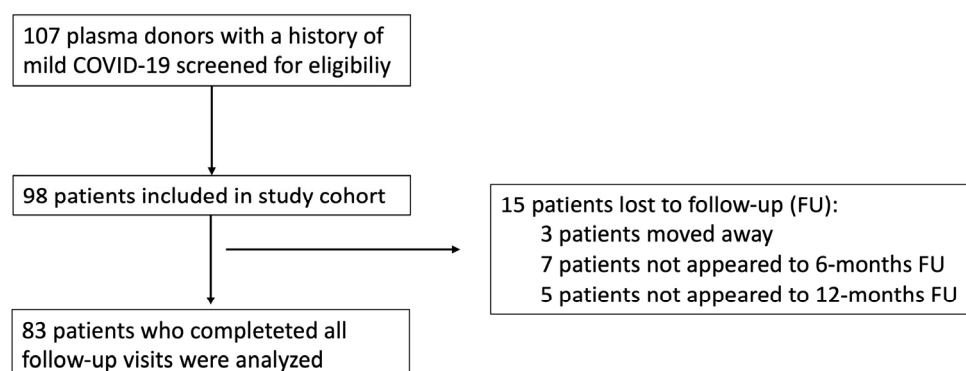 107 plasma donors with a history of
mild COVID-19 screened for eligibiliy
98 patients included in study cohort
15 patients lost to follow-up (FU):
3 patients moved away
7 patients not appeared to 6-months FU
5 patients not appeared to 12-months FU
83 patients who completeted all
follow-up visits were analyzed